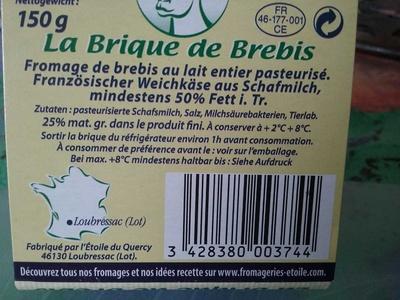 Nettogewicht :
150 g
FR
46-177-001
CE
La Brique de Brebis
Fromage de brebis au lait entier pasteurisé.
Französischer Weichkäse aus Schafmilch,
mindestens 50% Fett i. Tr.
Zutaten : pasteurisierte Schafsmilch, Salz, Milchsäurebakterien, Tierlab.
25% mat. gr. dans le produit fini. À conserver à + 2°C + 8°C.
Sortir la brique du réfrigérateur environ 1h avant consommation.
À consommer de préférence avant le : voir sur l'emballage.
Bei max. +8°C mindestens haltbar bis : Siehe Aufdruck
Loubressac (Lot)
Fabriqué par l'Étoile du Quercy
46130 Loubressac (Lot).
3 428380 003744
Découvrez tous nos fromages et nos idées recette sur www.fromageries-etoile.com